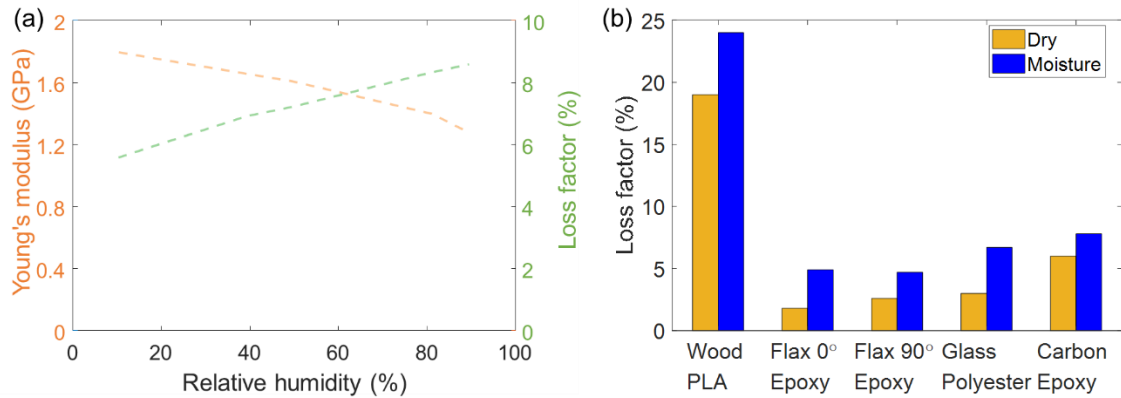 (a)
Young's modulus (GPa)
2
1.6
1.2
0.8
0.4
0
10
8
6
4
2
0
Loss factor (%)
0 20 40 60 80 100
Relative humidity (%)
(b)
Loss factor (%)
25
20
15
10
5
0
Dry
Moisture
Wood Flax 0° Flax 90° Glass Carbon
PLA Epoxy Epoxy Polyester Epoxy